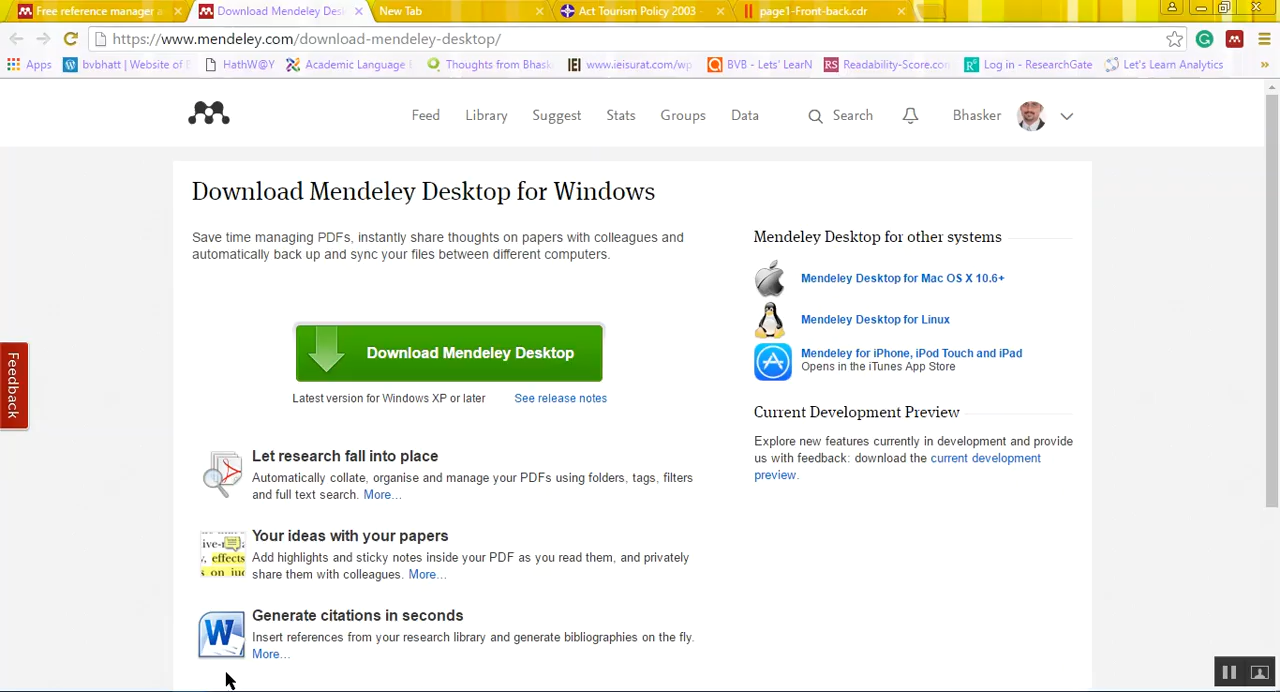 Free reference manager a
Download Mendeley Des
New Tab
Act Tourism Policy 2003 -
page1-Front-back.cdr
https://www.mendeley.com/download-mendeley-desktop/
Apps
bvbhatt | Website of
HathW@Y
Academic Language
Thoughts from Bhask
www.ieisurat.com/wp
BVB - Lets' LearN
Readability-Score.con
Log in - ResearchGate
Let's Learn Analytics
Feed
Library
Suggest
Stats
Groups
Data
Search
Bhasker
Download Mendeley Desktop for Windows
Save time managing PDFs, instantly share thoughts on papers with colleagues and
automatically back up and sync your files between different computers.
Download Mendeley Desktop
Latest version for Windows XP or later
See release notes
Let research fall into place
Automatically collate, organise and manage your PDFs using folders, tags, filters
and full text search. More...
Your ideas with your papers
Add highlights and sticky notes inside your PDF as you read them, and privately
share them with colleagues. More...
Generate citations in seconds
Insert references from your research library and generate bibliographies on the fly.
More...
Mendeley Desktop for other systems
Mendeley Desktop for Mac OS X 10.6+
Mendeley Desktop for Linux
Mendeley for iPhone, iPod Touch and iPad
Opens in the iTunes App Store
Current Development Preview
Explore new features currently in development and provide
us with feedback: download the current development
preview.
Feedback